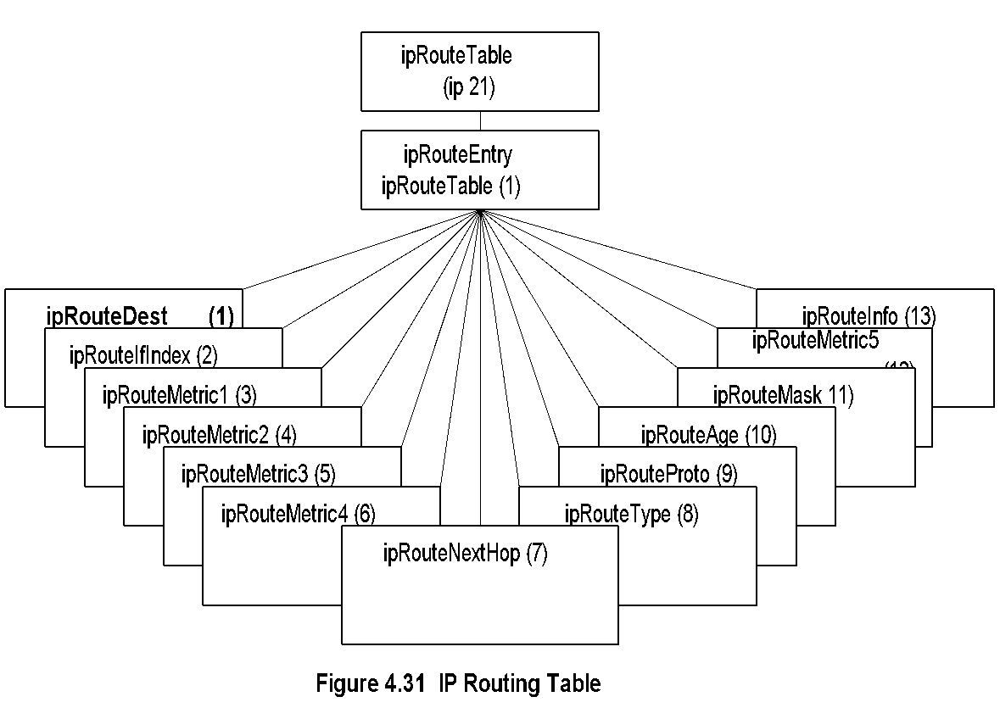 ipRouteTable
(ip 21)
ipRouteEntry
ipRouteTable (1)
ipRouteDest (1)
ipRouteIfIndex (2)
ipRouteMetric1 (3)
ipRouteMetric2 (4)
ipRouteMetric3 (5)
ipRouteMetric4 (6)
ipRouteNextHop (7)
ipRouteType (8)
ipRouteProto (9)
ipRouteAge (10)
ipRouteMask 11)
ipRouteMetric5
(12)
ipRouteInfo (13)
Figure 4.31 IP Routing Table